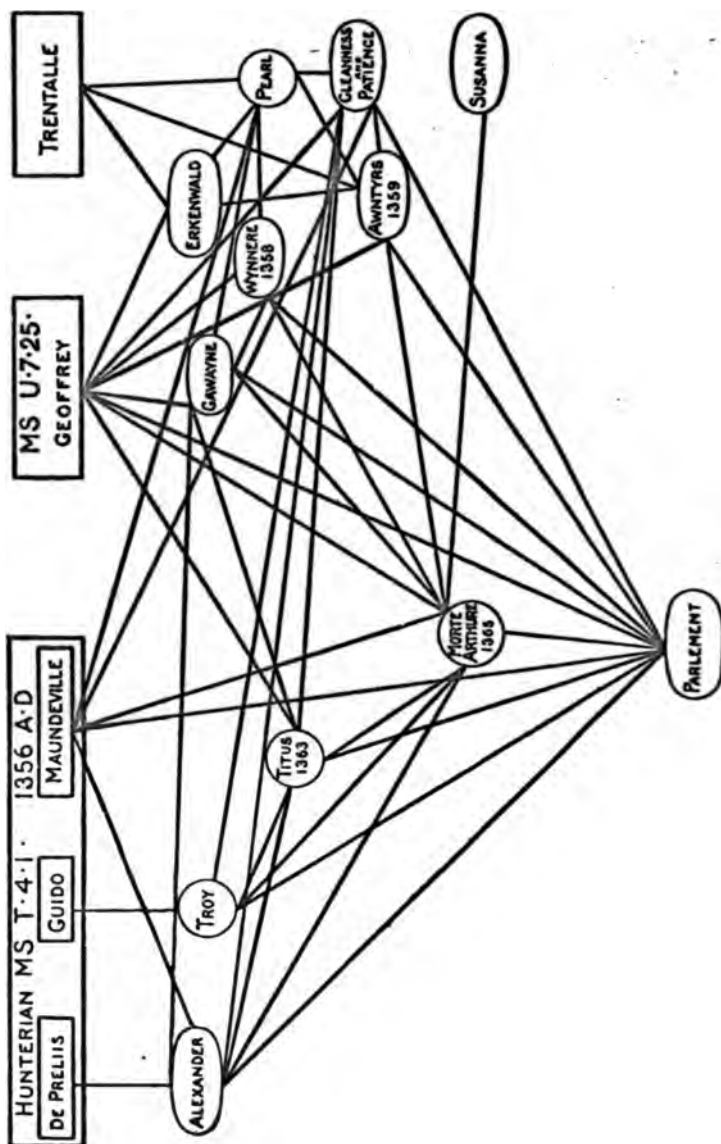 HUNTERIAN MS T·4·1· 1356 A·D
DE PRELIIS
GUIDO
MAUNDEVILLE
MS U·7·25·
GEOFFREY
TRENTALLE
ALEXANDER
TROY
TITUS
1363
GAWAYNE
WYNNERE
1358
ERKENWALD
PEARL
CLEANNESS
AND
PATIENCE
AWNTYRS
1359
MORTE
ARTHURE
1365
SUSANNA
PARLEMENT